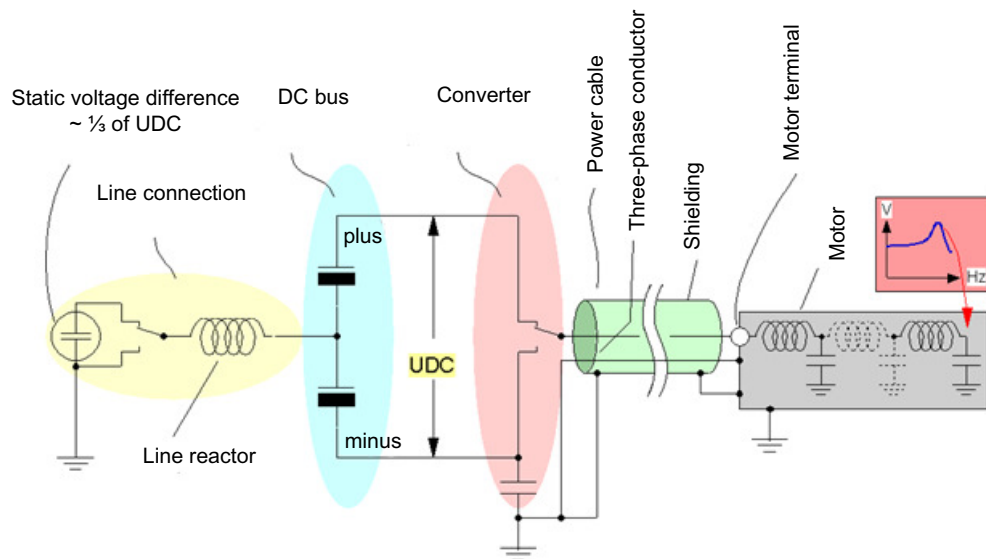 Static voltage difference
~ ⅓ of UDC
DC bus
Converter
Power cable
Three-phase conductor
Shielding
Motor terminal
Motor
Line connection
plus
V
Hz
UDC
minus
Line reactor